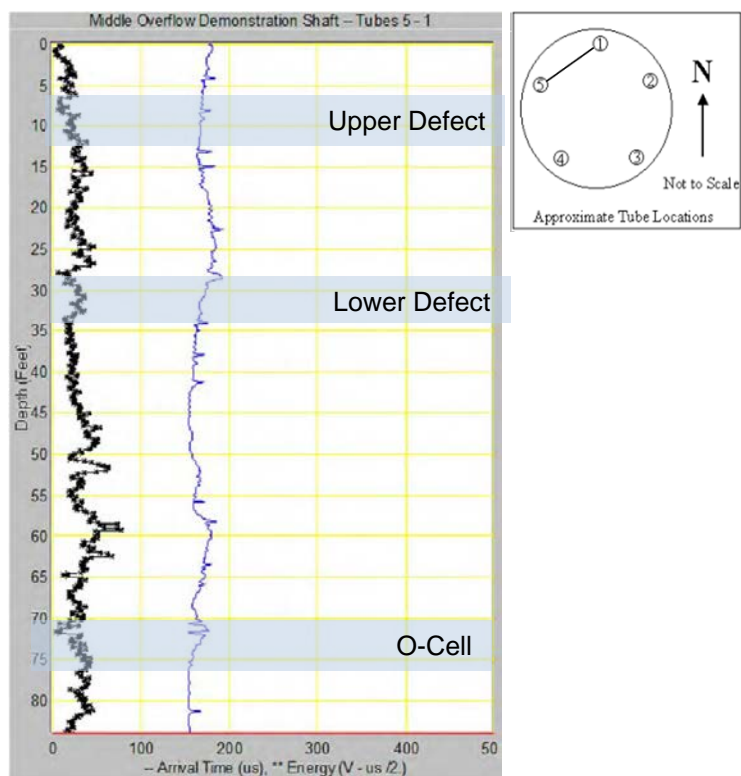 Middle Overflow Demonstration Shaft -- Tubes 5 - 1
0
5
10
15
20
25
30
35
40
45
50
55
60
65
70
75
80
Depth (Feet)
Upper Defect
Lower Defect
O-Cell
0 100 200 300 400 50
-- Arrival Time (us), ** Energy (V - us /2.)
① ② ③ ④ ⑤
N
Not to Scale
Approximate Tube Locations